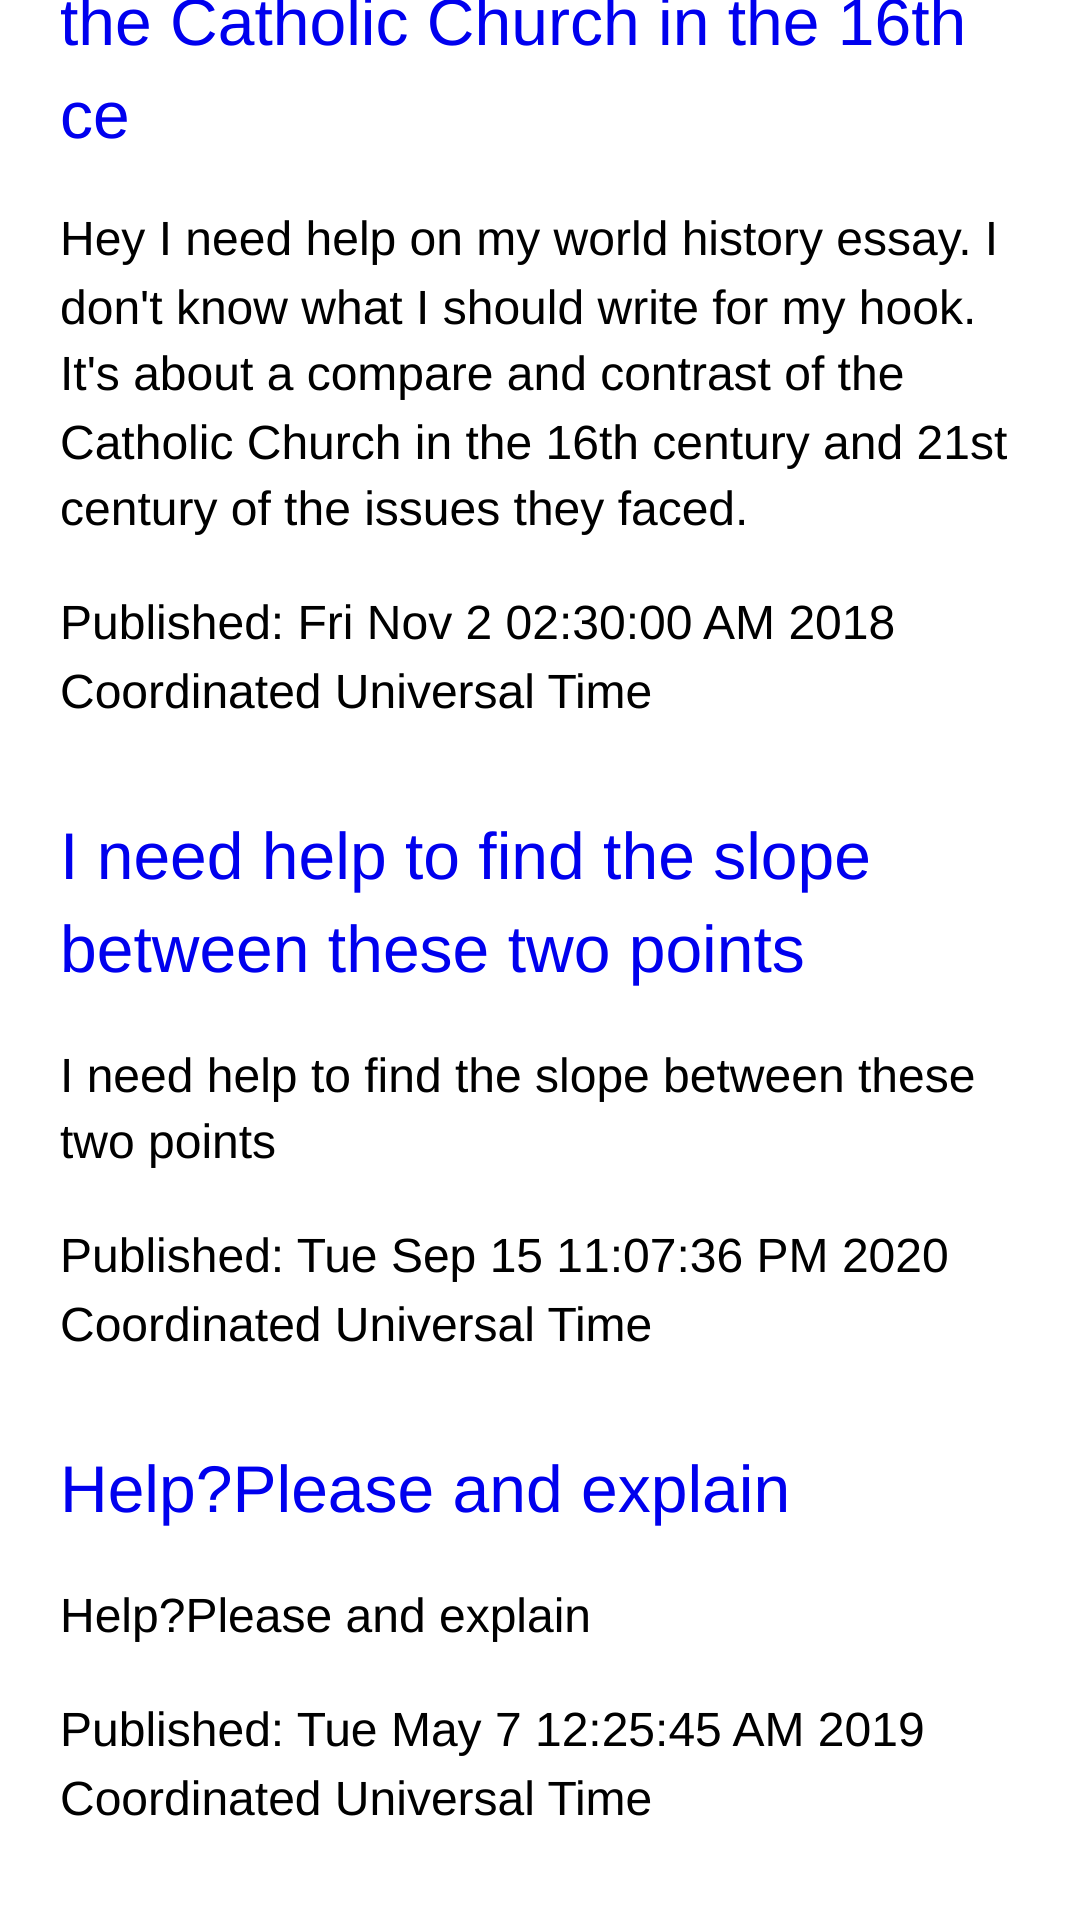 the Catholic Church in the 16th
ce
Hey I need help on my world history essay. I
don't know what I should write for my hook.
It's about a compare and contrast of the
Catholic Church in the 16th century and 21st
century of the issues they faced.
Published: Fri Nov 2 02:30:00 AM 2018
Coordinated Universal Time
I need help to find the slope
between these two points
I need help to find the slope between these
two points
Published: Tue Sep 15 11:07:36 PM 2020
Coordinated Universal Time
Help?Please and explain
Help?Please and explain
Published: Tue May 7 12:25:45 AM 2019
Coordinated Universal Time